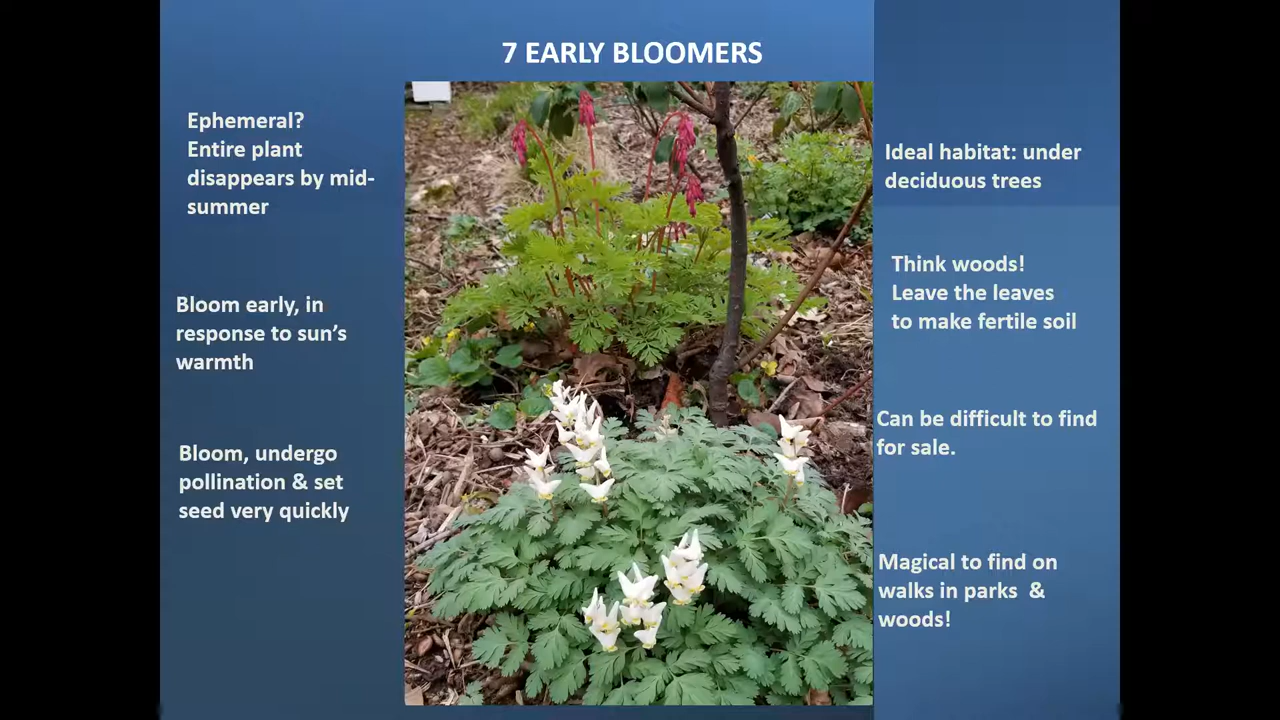 7 EARLY BLOOMERS
Ephemeral?
Entire plant
disappears by mid-
summer
Bloom early, in
response to sun's
warmth
Bloom, undergo
pollination & set
seed very quickly
Ideal habitat: under
deciduous trees
Think woods!
Leave the leaves
to make fertile soil
Can be difficult to find
for sale.
Magical to find on
walks in parks  &
woods!